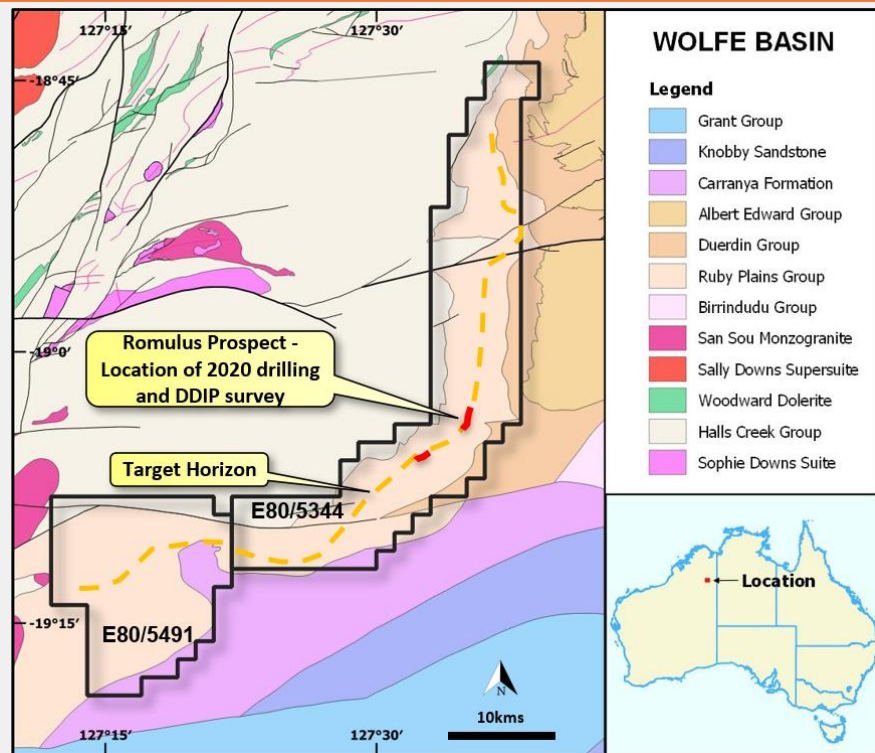 127°15'
127°30'
-18°45'
-19°0'
Romulus Prospect -
Location of 2020 drilling
and DDIP survey
Target Horizon
E80/5344
-19°15'
E80/5491
N
10kms
127°15'
127°30'
WOLFE BASIN
Legend
Grant Group
Knobby Sandstone
Carranya Formation
Albert Edward Group
Duerdin Group
Ruby Plains Group
Birrindudu Group
San Sou Monzogranite
Sally Downs Supersuite
Woodward Dolerite
Halls Creek Group
Sophie Downs Suite
Location